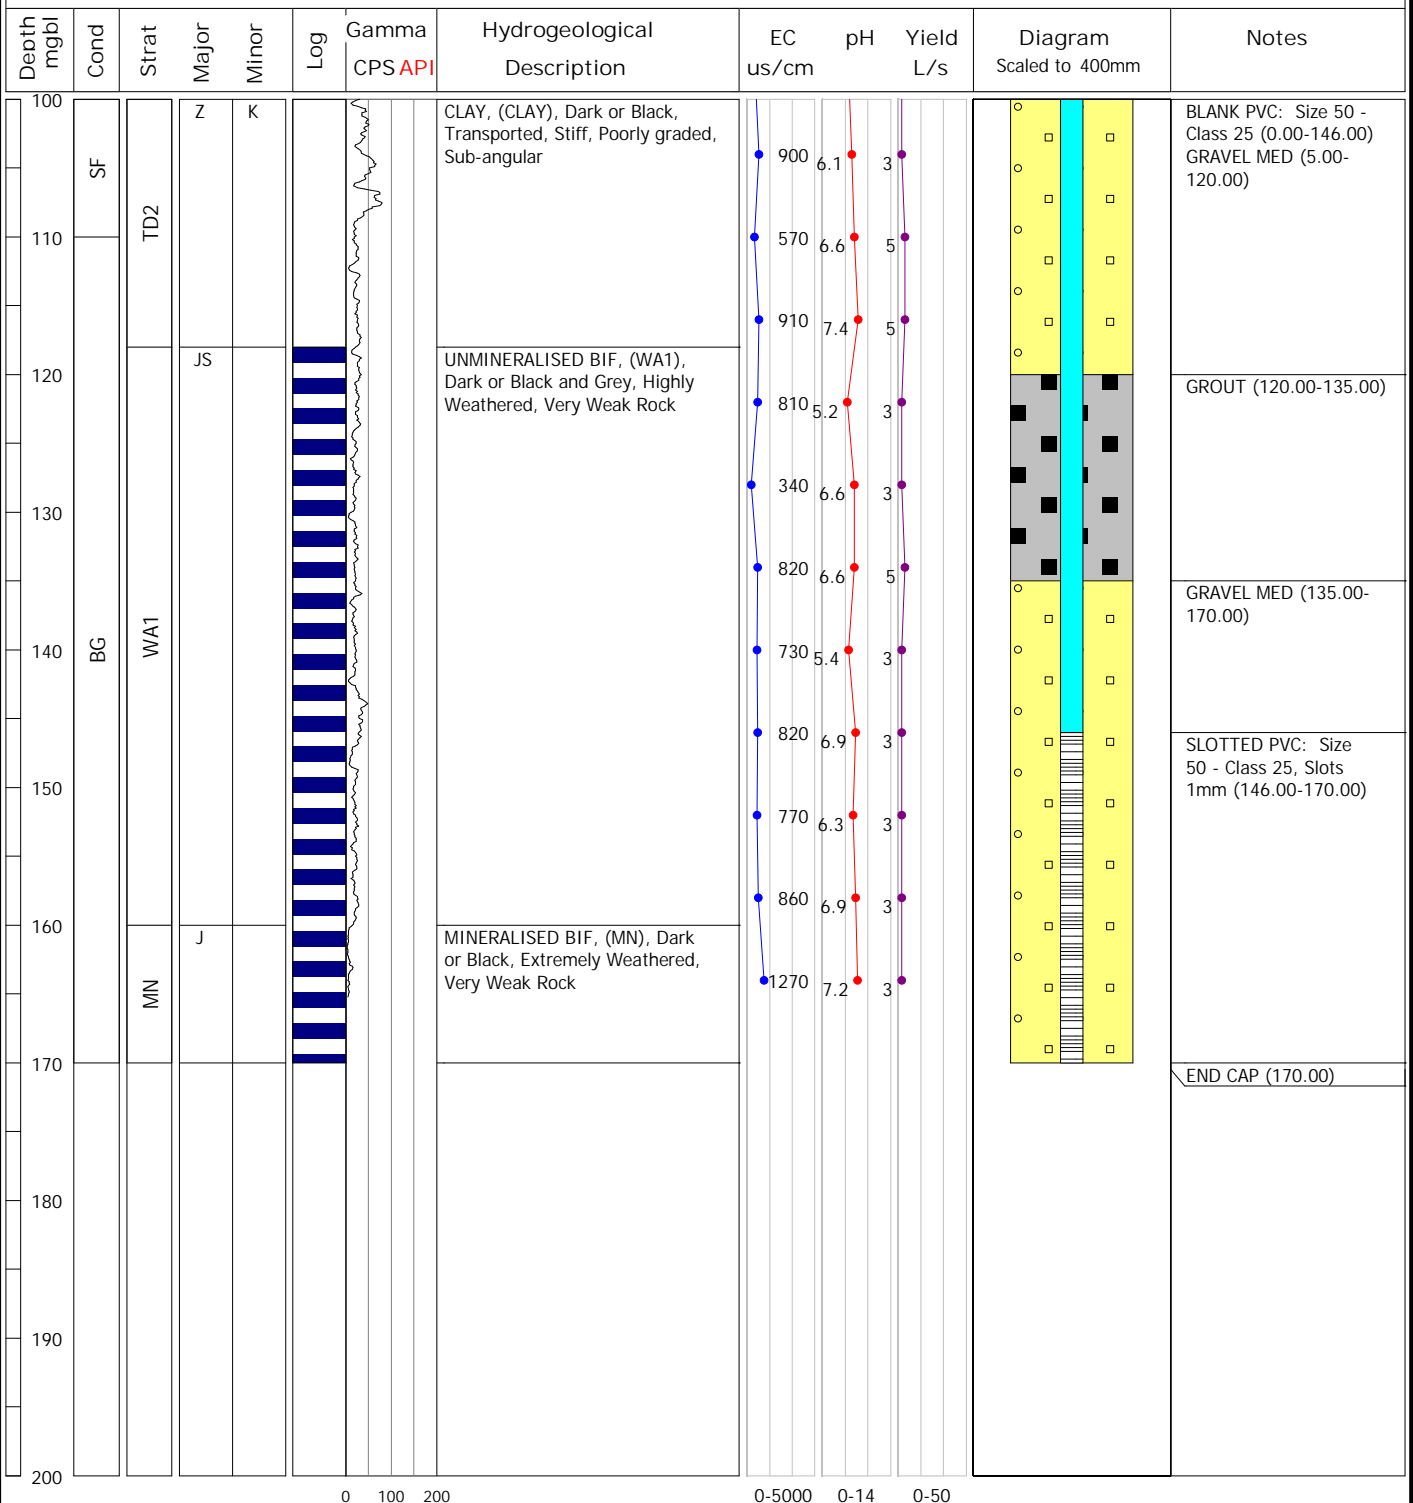 Depth mgbl
Cond
Strat
Major
Minor
Log
Gamma
CPS API
Hydrogeological
Description
EC
us/cm
pH
Yield
L/s
Diagram
Scaled to 400mm
Notes
100
110
120
130
140
150
160
170
180
190
200
SF
BG
TD2
WA1
MN
Z
K
JS
J
CLAY, (CLAY), Dark or Black,
Transported, Stiff, Poorly graded,
Sub-angular
UNMINERALISED BIF, (WA1),
Dark or Black and Grey, Highly
Weathered, Very Weak Rock
MINERALISED BIF, (MN), Dark
or Black, Extremely Weathered,
Very Weak Rock
900 6.1 3
570 6.6 5
910 7.4 5
810 5.2 3
340 6.6 3
820 6.6 5
730 5.4 3
820 6.9 3
770 6.3 3
860 6.9 3
1270 7.2 3
BLANK PVC: Size 50 -
Class 25 (0.00-146.00)
GRAVEL MED (5.00-
120.00)
GROUT (120.00-135.00)
GRAVEL MED (135.00-
170.00)
SLOTTED PVC: Size
50 - Class 25, Slots
1mm (146.00-170.00)
END CAP (170.00)
0 100 200
0-5000 0-14 0-50